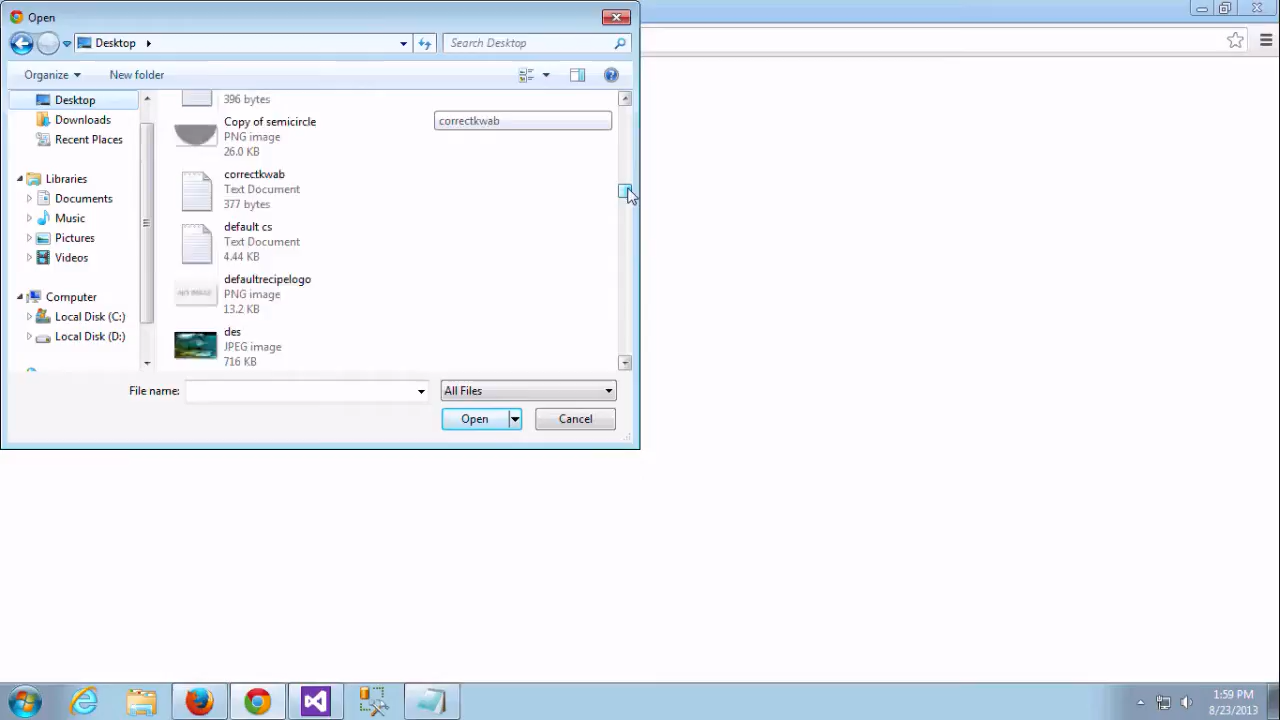 Open
Desktop
Search Desktop
Organize
New folder
Desktop
Downloads
Recent Places
Libraries
Documents
Music
Pictures
Videos
Computer
Local Disk (C:)
Local Disk (D:)
396 bytes
Copy of semicircle
PNG image
26.0 KB
correctkwab
Text Document
377 bytes
default cs
Text Document
4.44 KB
defaultrecipelogo
PNG image
13.2 KB
des
JPEG image
716 KB
correctkwab
File name:
All Files
Open
Cancel
1:59 PM
8/23/2013